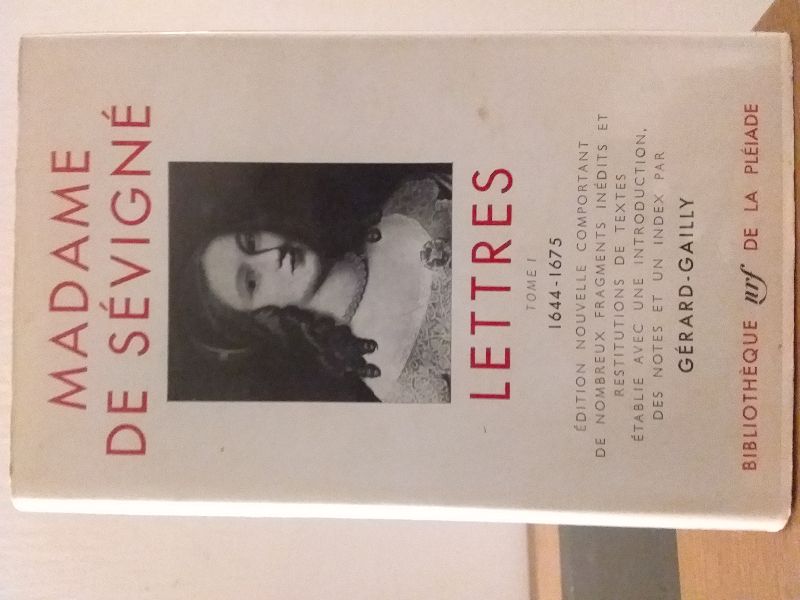 MADAME
DE SÉVIGNÉ
LETTRES
TOME I
1644-1675
ÉDITION NOUVELLE COMPORTANT
DE NOMBREUX FRAGMENTS INÉDITS ET
RESTITUTIONS DE TEXTES
ÉTABLIE AVEC UNE INTRODUCTION,
DES NOTES ET UN INDEX PAR
GÉRARD-GAILLY
BIBLIOTHÈQUE nrf DE LA PLÉIADE